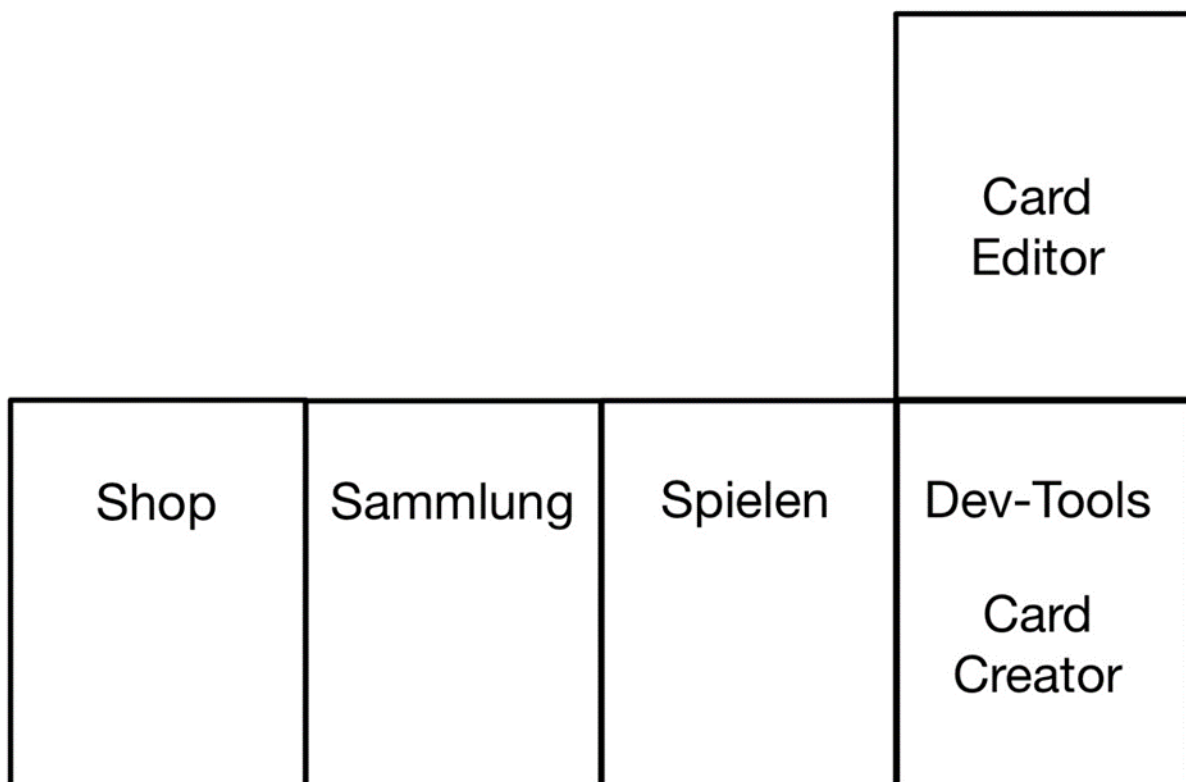 Card
Editor
Shop
Sammlung
Spielen
Dev-Tools
Card
Creator